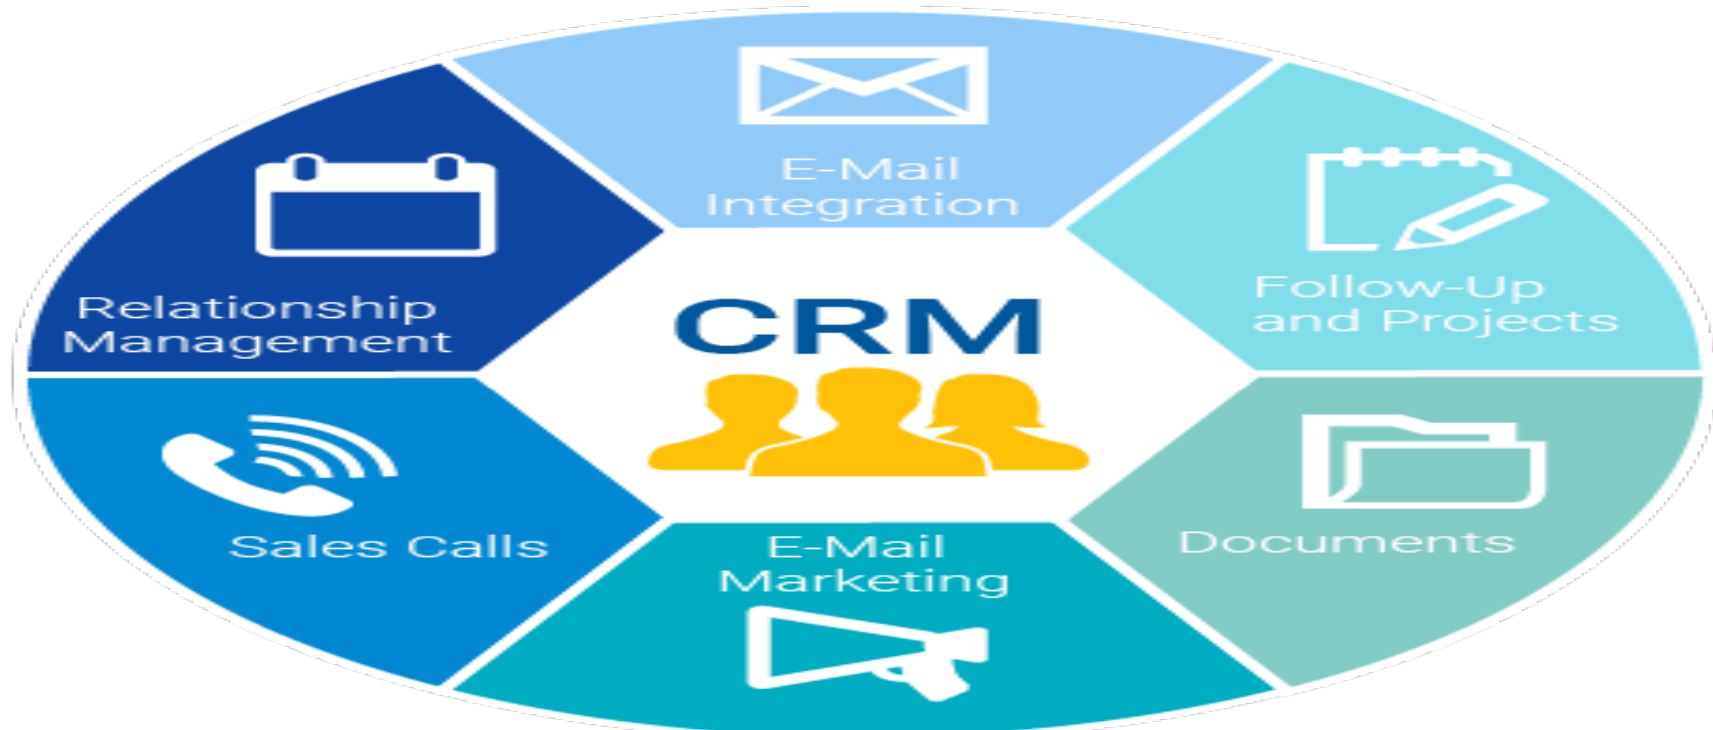 E-Mail
Integration
Relationship
Management
Follow-Up
and Projects
CRM
Sales Calls
E-Mail
Marketing
Documents